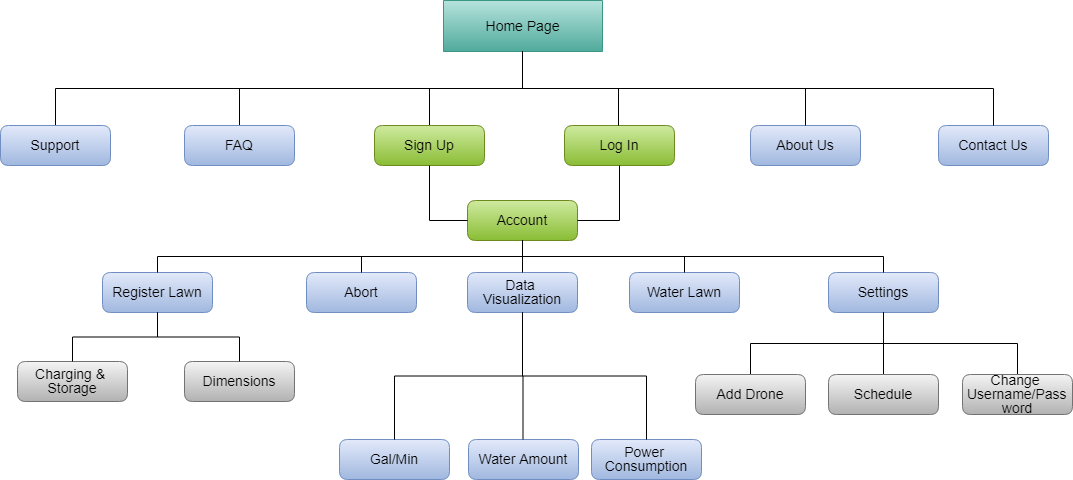 Home Page
Support
FAQ
Sign Up
Log In
About Us
Contact Us
Account
Register Lawn
Abort
Data
Visualization
Water Lawn
Settings
Charging &
Storage
Dimensions
Add Drone
Schedule
Change
Username/Pass
word
Gal/Min
Water Amount
Power
Consumption